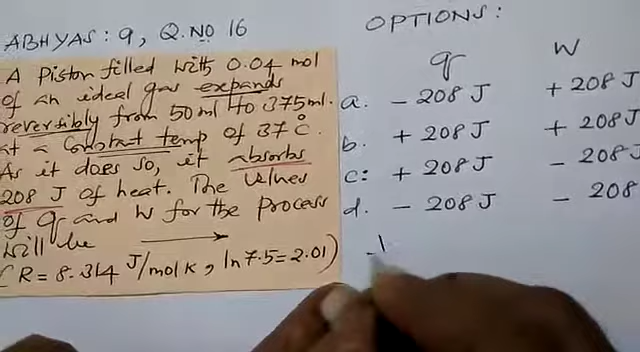 ABHYAS: 9, Q.NO 16
OPTIONS:
A Piston filled with 0.04 mol
of an ideal gas expands
reversibly from 50 ml to 375 ml.
at a constant temp of 37°C.
As it does so, it absorbs
208 J of heat. The values
of q and W for the process
will be
( R = 8.314 J/mol K, ln 7.5 = 2.01)
q W
a. - 208 J + 208 J
b. + 208 J + 208 J
c: + 208 J - 208 J
d. - 208 J - 208